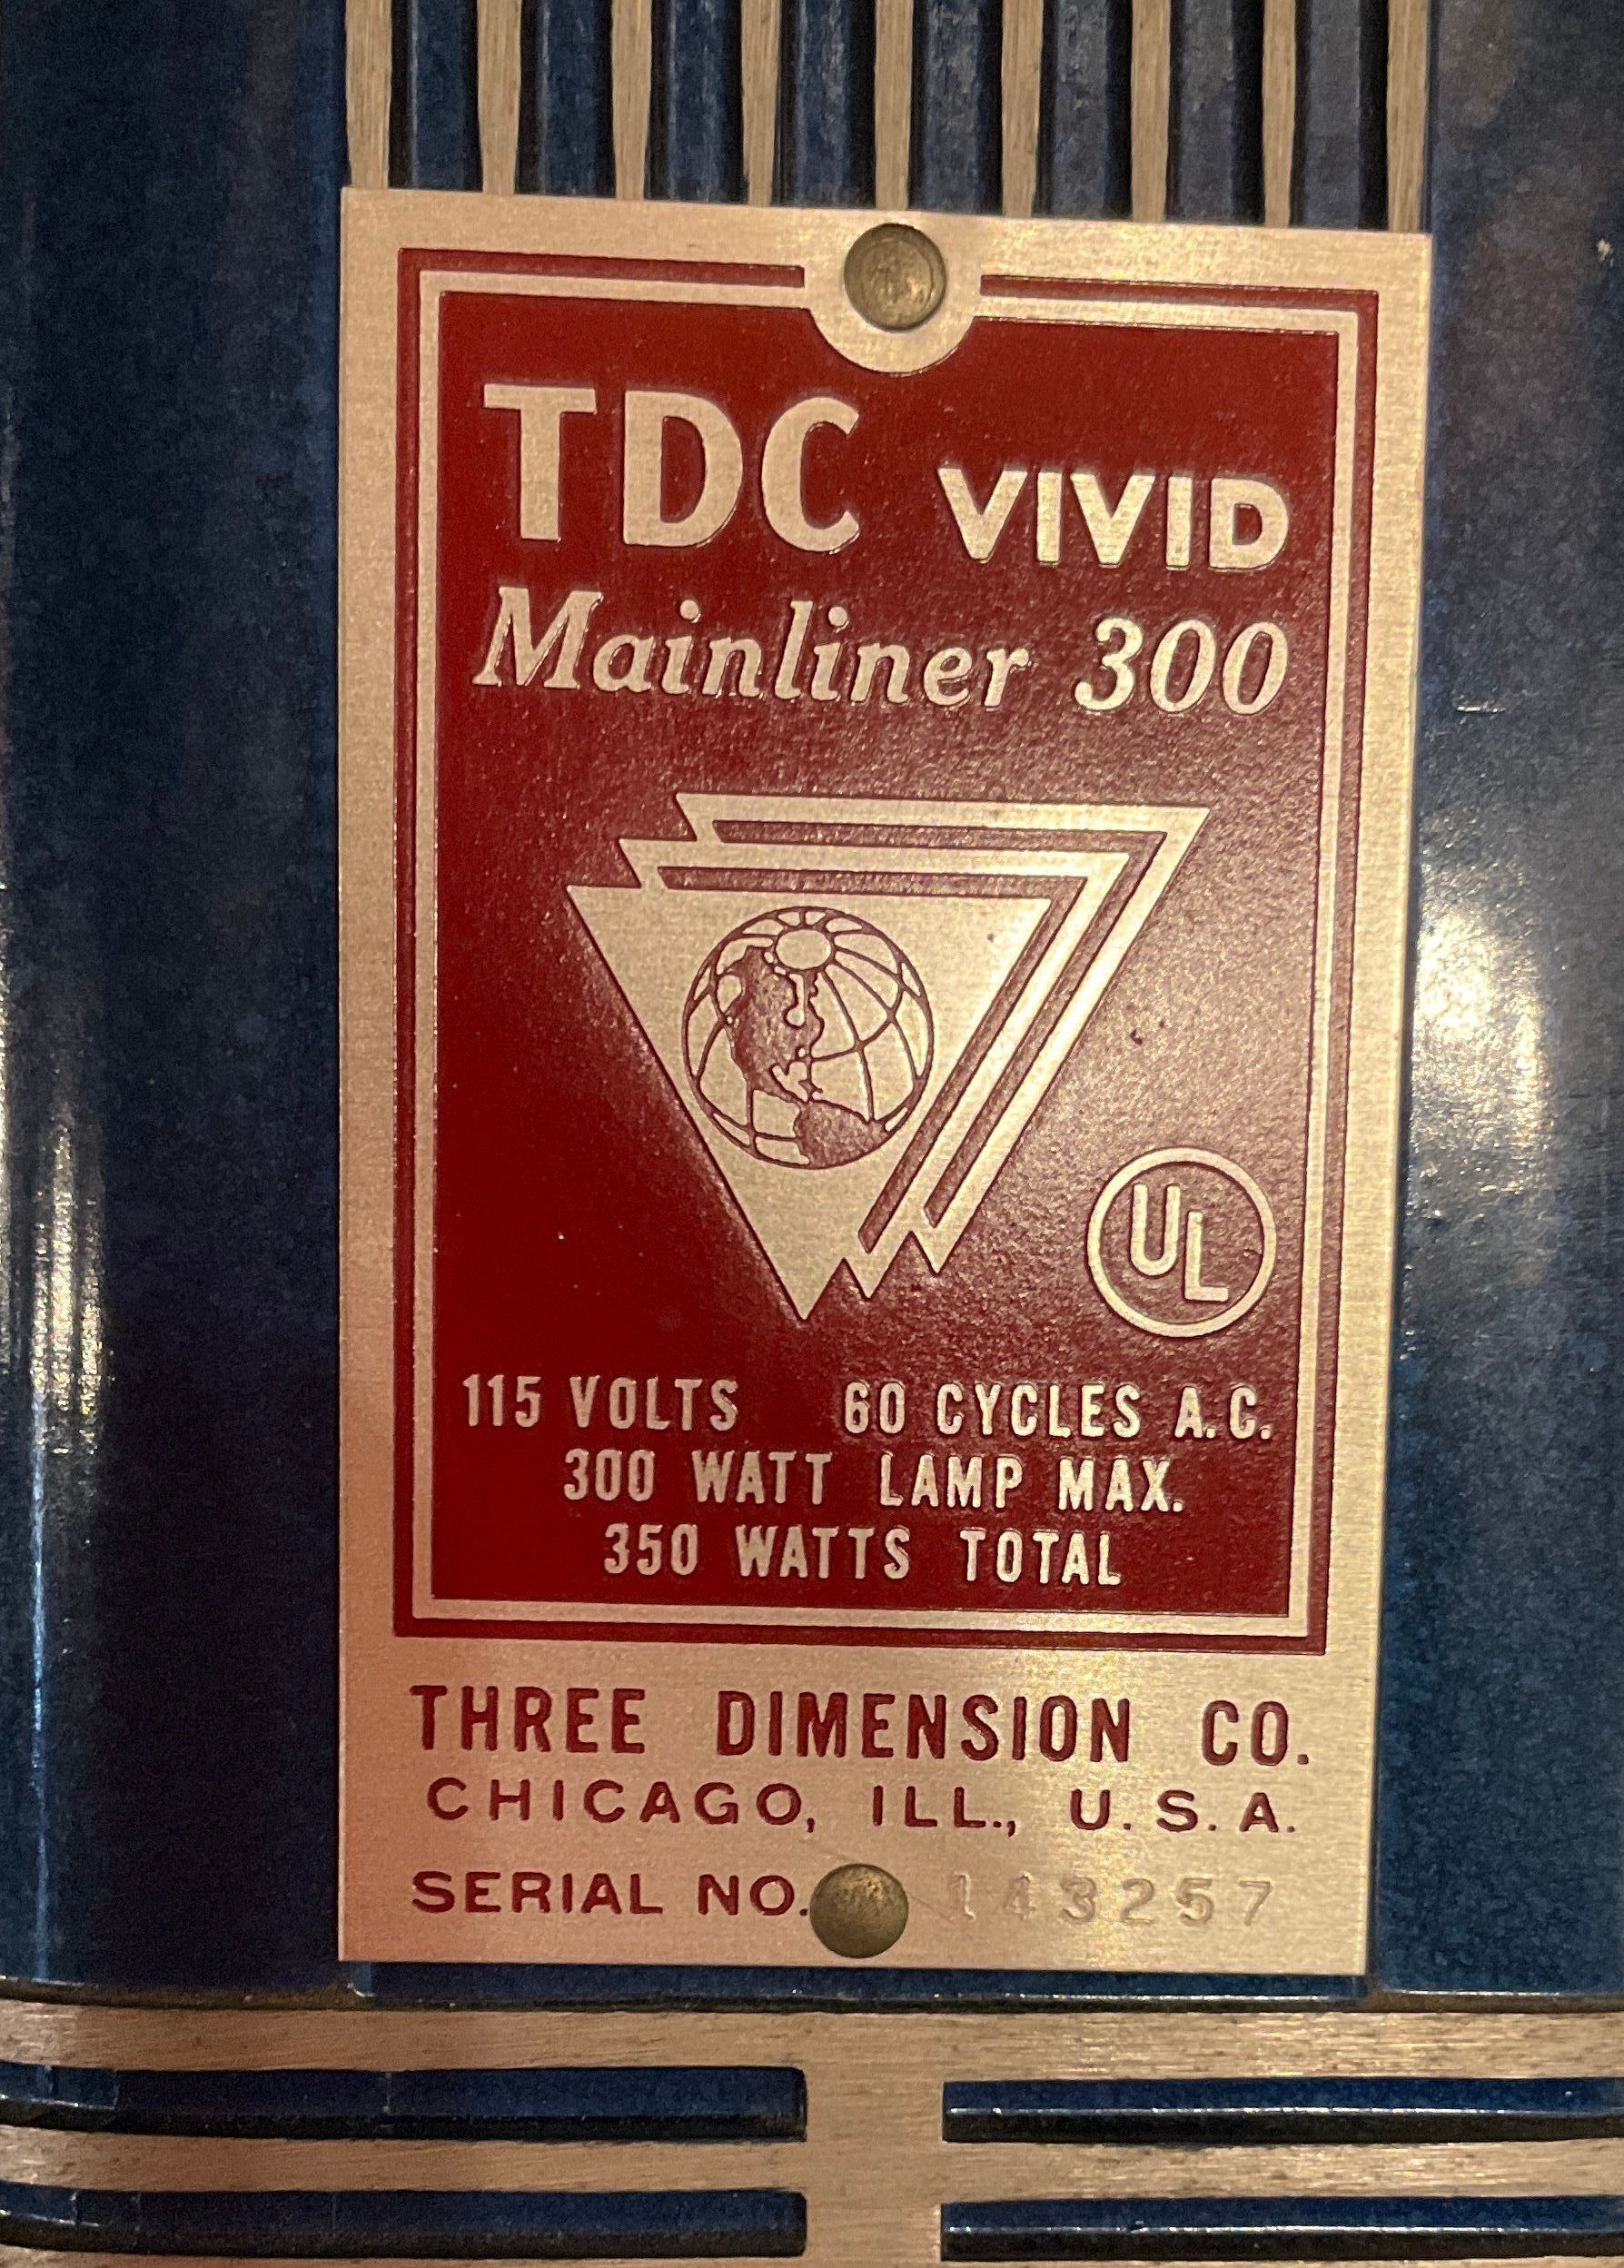 TDC VIVID
Mainliner 300
UL
115 VOLTS 60 CYCLES A.C.
300 WATT LAMP MAX.
350 WATTS TOTAL
THREE DIMENSION CO.
CHICAGO, ILL., U.S.A.
SERIAL NO. 143257